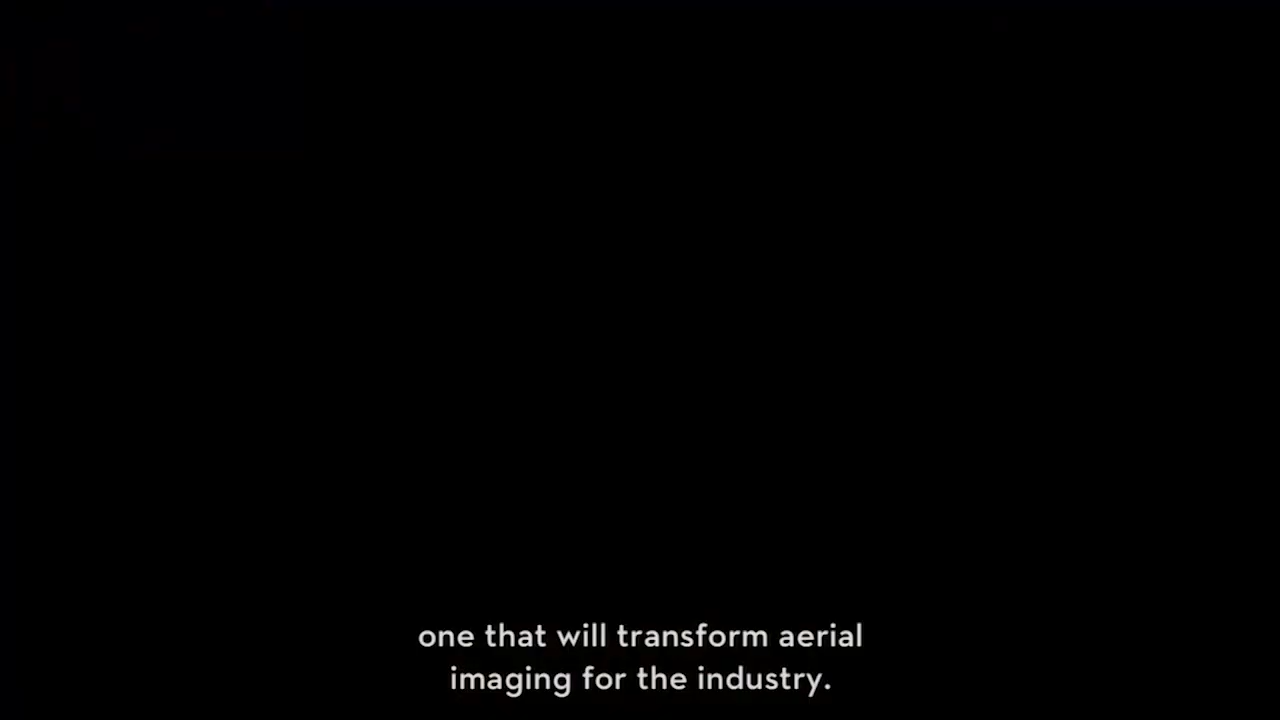 one that will transform aerial
imaging for the industry.